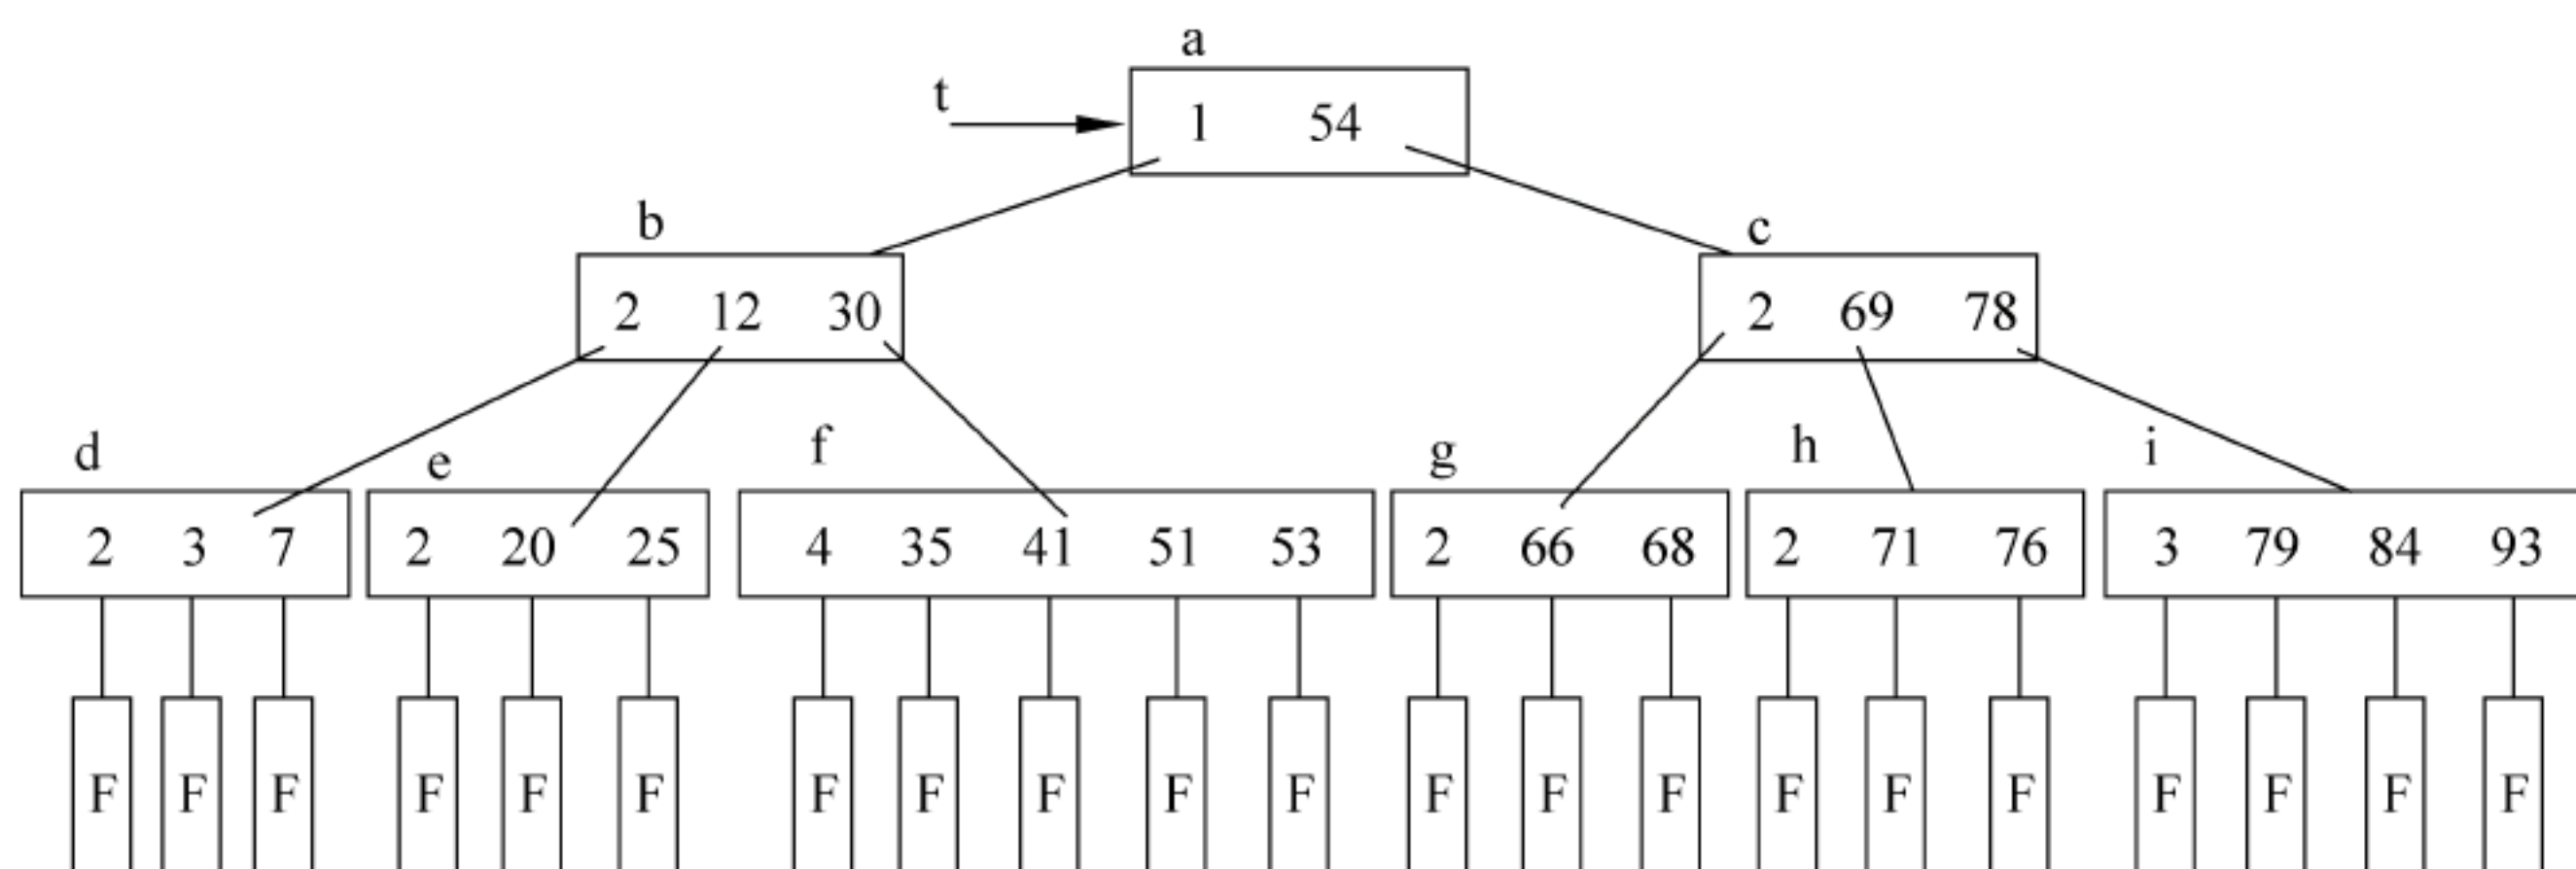 a
t
1 54
b
c
2 12 30
2 69 78
d
e
f
g
h
i
2 3 7
2 20 25
4 35 41 51 53
2 66 68
2 71 76
3 79 84 93
F F F F F F F F F F F F F F F F F F F F F